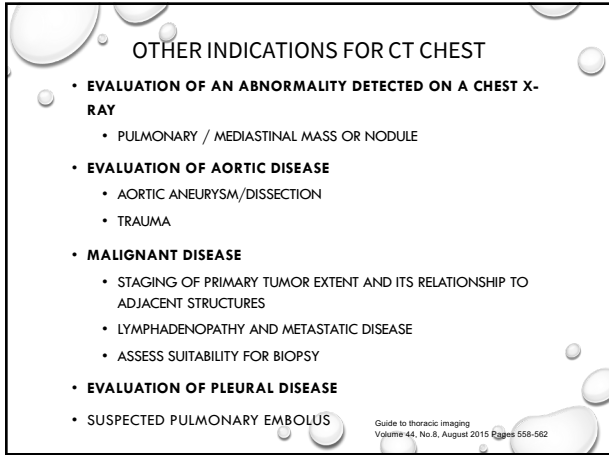 OTHER INDICATIONS FOR CT CHEST
• EVALUATION OF AN ABNORMALITY DETECTED ON A CHEST X-
RAY
• PULMONARY / MEDIASTINAL MASS OR NODULE
• EVALUATION OF AORTIC DISEASE
• AORTIC ANEURYSM/DISSECTION
• TRAUMA
• MALIGNANT DISEASE
• STAGING OF PRIMARY TUMOR EXTENT AND ITS RELATIONSHIP TO
ADJACENT STRUCTURES
• LYMPHADENOPATHY AND METASTATIC DISEASE
• ASSESS SUITABILITY FOR BIOPSY
• EVALUATION OF PLEURAL DISEASE
• SUSPECTED PULMONARY EMBOLUS
Guide to thoracic imaging
Volume 44, No.8, August 2015 Pages 558-562